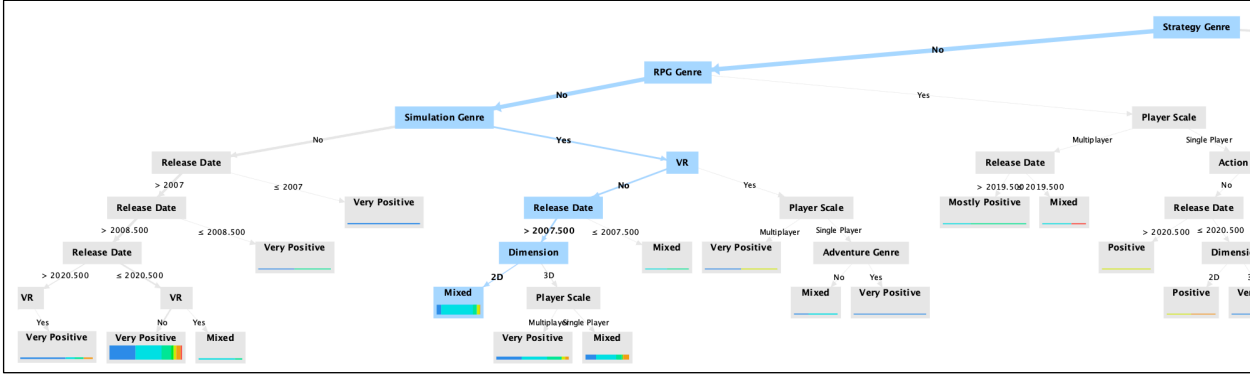 Strategy Genre
No
RPG Genre
No
Yes
Simulation Genre
Player Scale
No
Yes
Multiplayer
Single Player
Release Date
VR
Release Date
Action
> 2007
≤ 2007
No
Yes
> 2019.500
≤ 2019.500
No
Release Date
Very Positive
Release Date
Player Scale
Mostly Positive
Mixed
Release Date
> 2008.500
≤ 2008.500
> 2007.500
≤ 2007.500
Multiplayer
Single Player
> 2020.500
≤ 2020.500
Release Date
Very Positive
Dimension
Mixed
Very Positive
Adventure Genre
Positive
Dimensi
> 2020.500
≤ 2020.500
2D
3D
No
Yes
2D
3
VR
VR
Mixed
Player Scale
Mixed
Very Positive
Positive
Ver
Yes
No
Yes
Multiplayer
Single Player
Very Positive
Very Positive
Mixed
Very Positive
Mixed